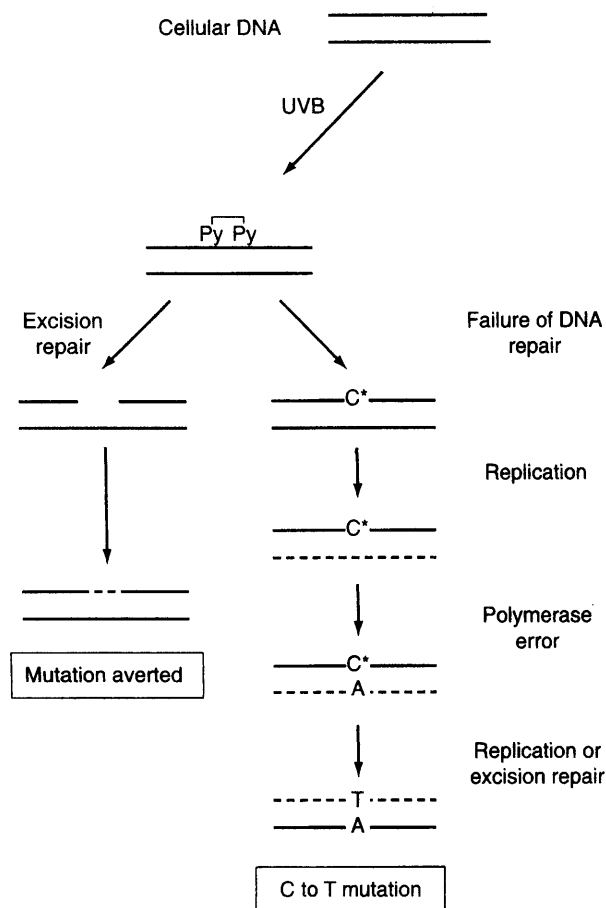 Cellular DNA
UVB
Py Py
Excision
repair
Failure of DNA
repair
C*
Replication
C*
Polymerase
error
C*
A
Mutation averted
Replication or
excision repair
T
A
C to T mutation